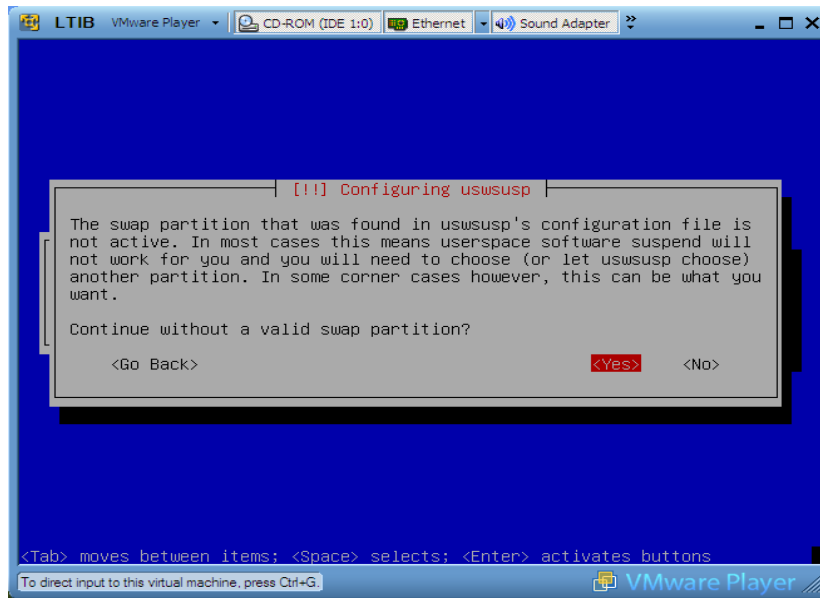 LTIB VMware Player CD-ROM (IDE 1:0) Ethernet Sound Adapter
[!!] Configuring uswsusp
The swap partition that was found in uswsusp's configuration file is
not active. In most cases this means userspace software suspend will
not work for you and you will need to choose (or let uswsusp choose)
another partition. In some corner cases however, this can be what you
want.
Continue without a valid swap partition?
<Go Back> <Yes> <No>
<Tab> moves between items; <Space> selects; <Enter> activates buttons
To direct input to this virtual machine, press Ctrl+G. VMware Player